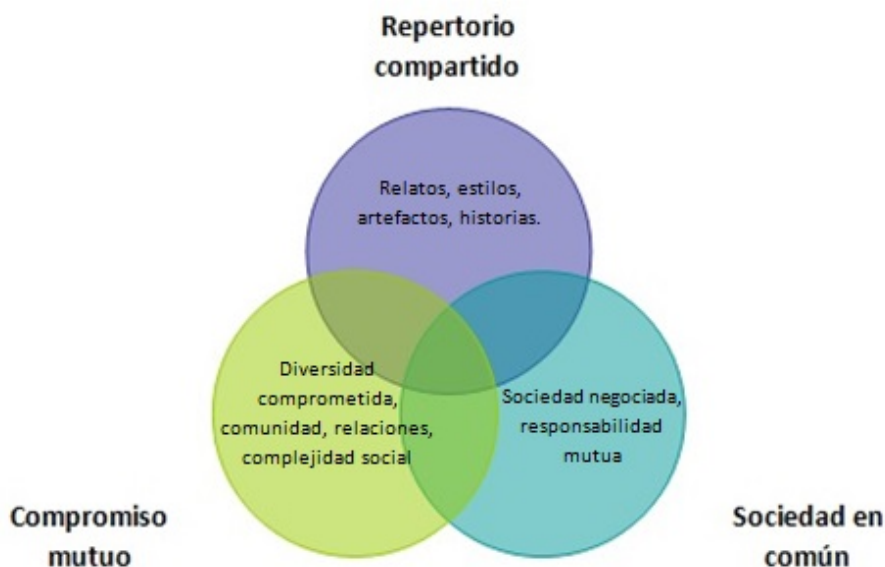 Repertorio
compartido
Relatos, estilos,
artefactos, historias.
Diversidad
comprometida,
comunidad, relaciones,
complejidad social
Sociedad negociada,
responsabilidad
mutua
Compromiso
mutuo
Sociedad en
común